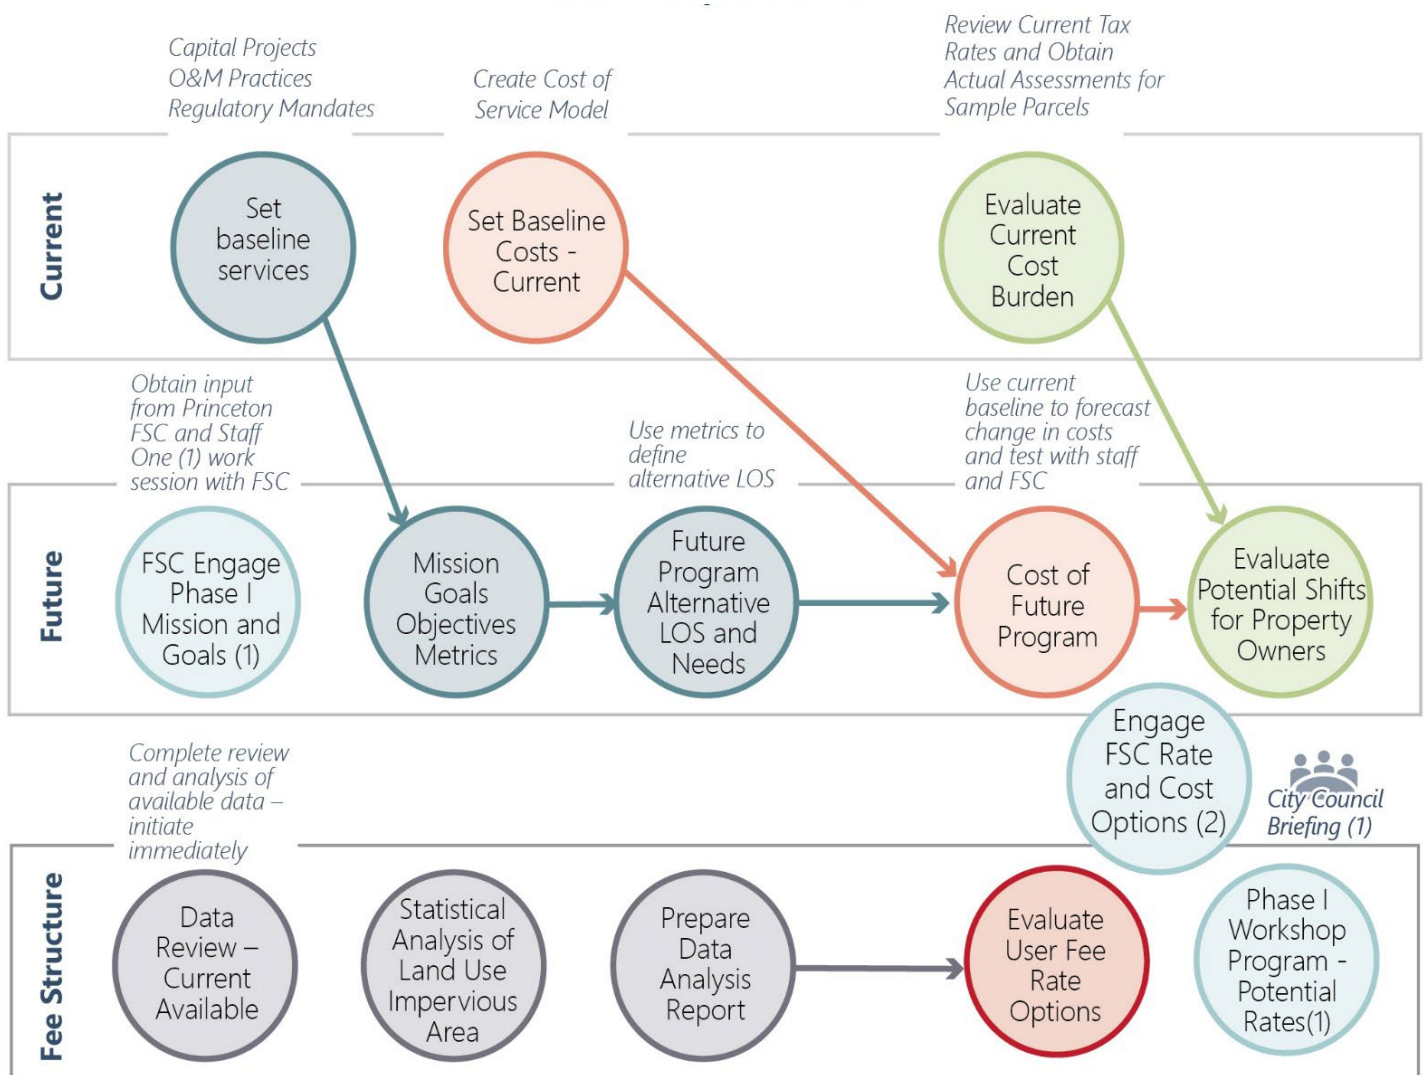 Capital Projects
O&M Practices
Regulatory Mandates
Create Cost of
Service Model
Review Current Tax
Rates and Obtain
Actual Assessments for
Sample Parcels
Current
Set
baseline
services
Set Baseline
Costs -
Current
Evaluate
Current
Cost
Burden
Obtain input
from Princeton
FSC and Staff
One (1) work
session with FSC
Use metrics to
define
alternative LOS
Use current
baseline to forecast
change in costs
and test with staff
and FSC
Future
FSC Engage
Phase I
Mission and
Goals (1)
Mission
Goals
Objectives
Metrics
Future
Program
Alternative
LOS and
Needs
Cost of
Future
Program
Evaluate
Potential Shifts
for Property
Owners
Engage
FSC Rate
and Cost
Options (2)
City Council
Briefing (1)
Complete review
and analysis of
available data –
initiate
immediately
Fee Structure
Data
Review –
Current
Available
Statistical
Analysis of
Land Use
Impervious
Area
Prepare
Data
Analysis
Report
Evaluate
User Fee
Rate
Options
Phase I
Workshop
Program -
Potential
Rates(1)